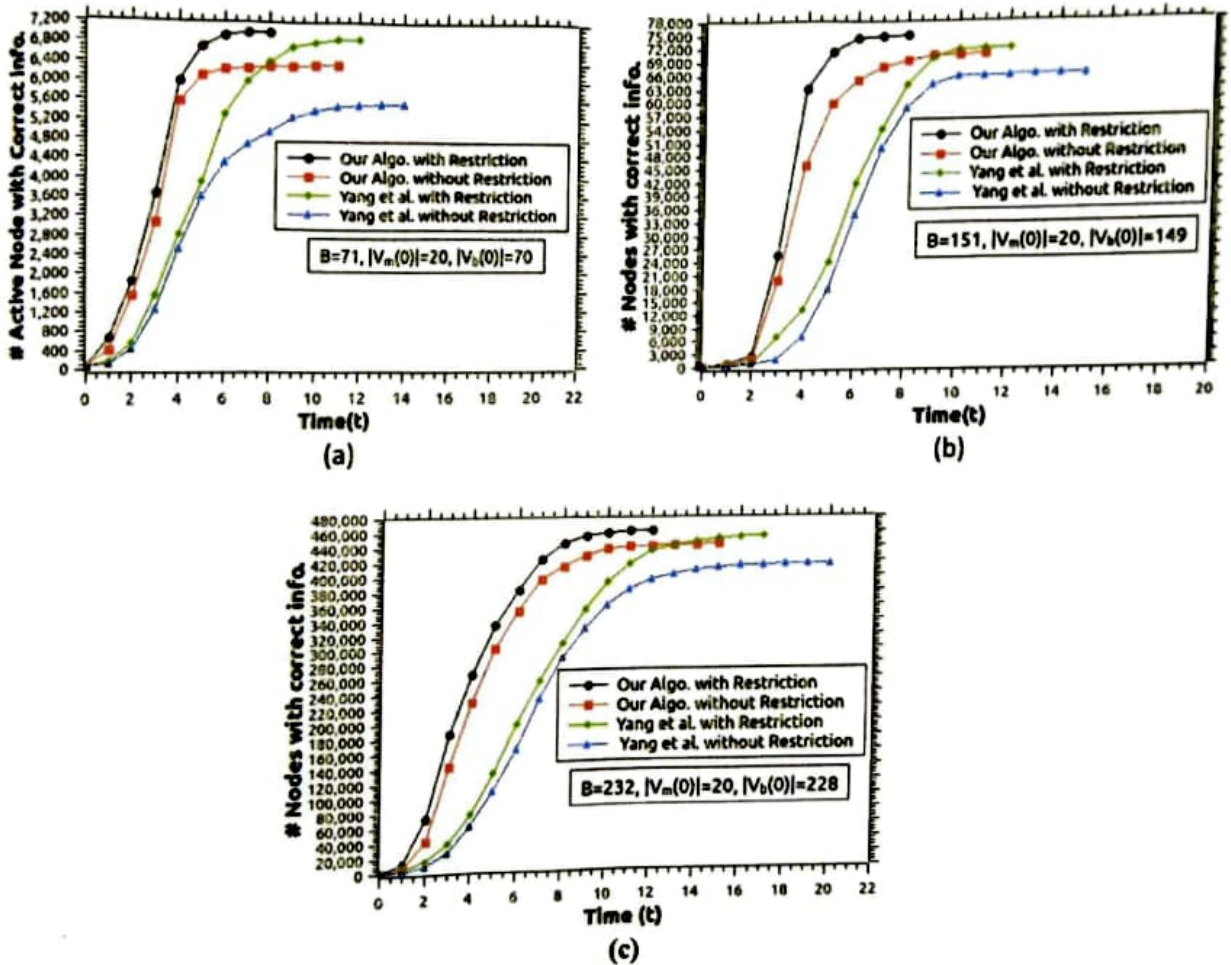 # Active Node with Correct Info.
7,200
6,800
6,400
6,000
5,600
5,200
4,800
4,400
4,000
3,600
3,200
2,800
2,400
2,000
1,600
1,200
800
400
0
0 2 4 6 8 10 12 14 16 18 20 22
Time(t)
Our Algo. with Restriction
Our Algo. without Restriction
Yang et al. with Restriction
Yang et al. without Restriction
B=71, |Vm(0)|=20, |Vb(0)|=70
(a)
# Nodes with correct info.
78,000
75,000
72,000
69,000
66,000
63,000
60,000
57,000
54,000
51,000
48,000
45,000
42,000
39,000
36,000
33,000
30,000
27,000
24,000
21,000
18,000
15,000
12,000
9,000
6,000
3,000
0
0 2 4 6 8 10 12 14 16 18 20
Time(t)
Our Algo. with Restriction
Our Algo. without Restriction
Yang et al. with Restriction
Yang et al. without Restriction
B=151, |Vm(0)|=20, |Vb(0)|=149
(b)
# Nodes with correct info.
480,000
460,000
440,000
420,000
400,000
380,000
360,000
340,000
320,000
300,000
280,000
260,000
240,000
220,000
200,000
180,000
160,000
140,000
120,000
100,000
80,000
60,000
40,000
20,000
0
0 2 4 6 8 10 12 14 16 18 20 22
Time (t)
Our Algo. with Restriction
Our Algo. without Restriction
Yang et al. with Restriction
Yang et al. without Restriction
B=232, |Vm(0)|=20, |Vb(0)|=228
(c)